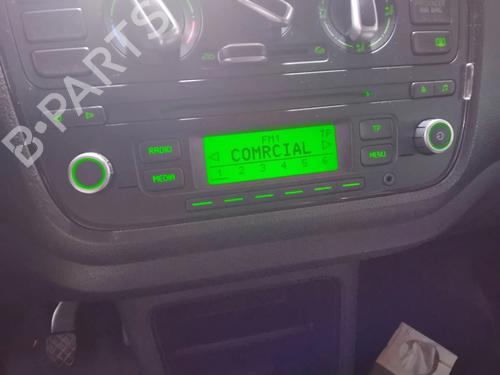 B-PARTS
FM1
TP
COMRCIAL
1 2 3 4 5 6
RADIO
MEDIA
TP
MENU